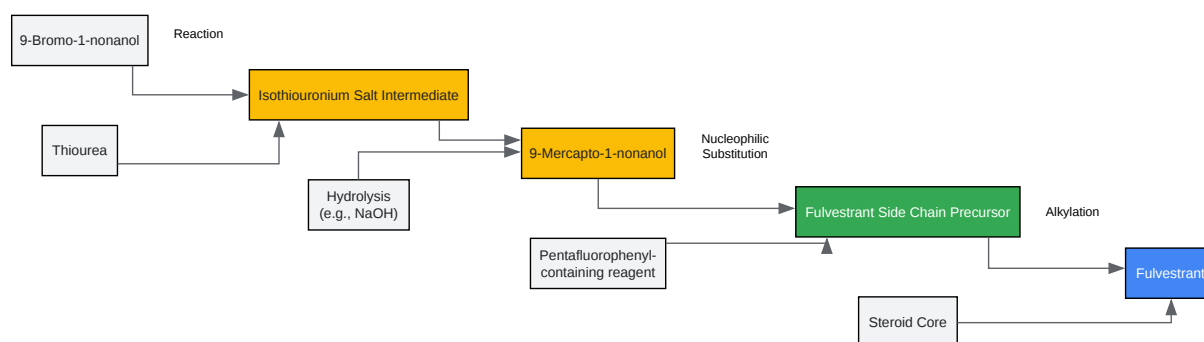 9-Bromo-1-nonanol
Reaction
Isothiouronium Salt Intermediate
Thiourea
9-Mercapto-1-nonanol
Nucleophilic
Substitution
Hydrolysis
(e.g., NaOH)
Fulvestrant Side Chain Precursor
Alkylation
Pentafluorophenyl-
containing reagent
Fulvestrant
Steroid Core